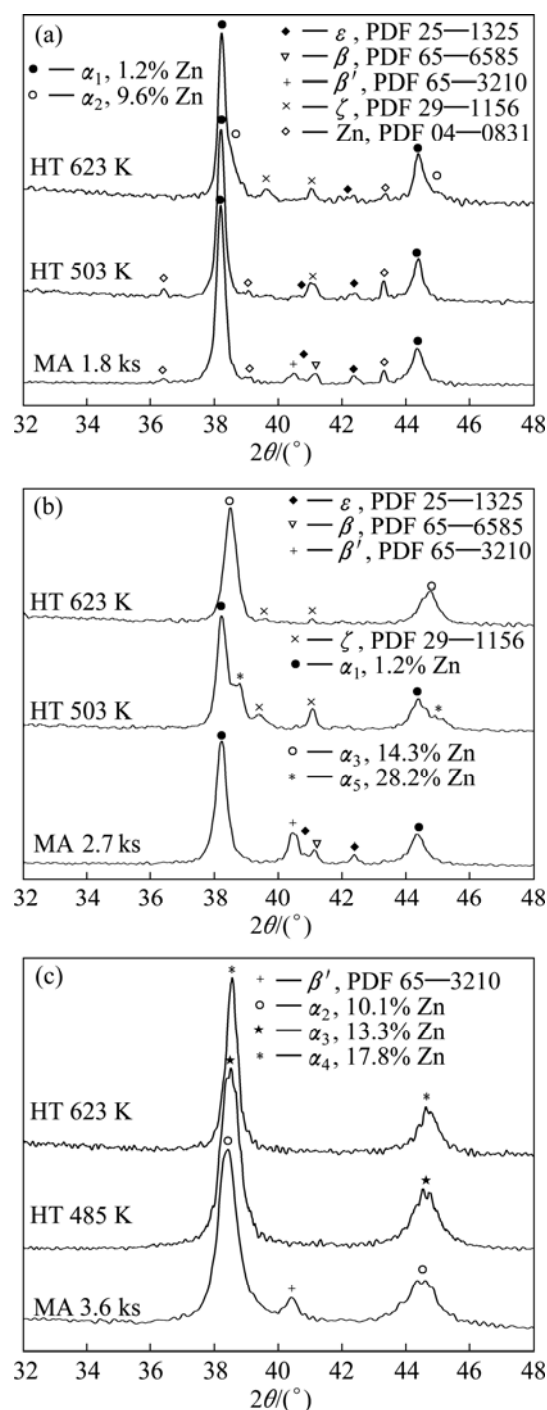 (a)
● — α₁, 1.2% Zn
○ — α₂, 9.6% Zn
◆ — ε, PDF 25—1325
▽ — β, PDF 65—6585
+ — β′, PDF 65—3210
× — ζ, PDF 29—1156
◇ — Zn, PDF 04—0831
HT 623 K
HT 503 K
MA 1.8 ks
32 34 36 38 40 42 44 46 48
2θ/(°)
(b)
◆ — ε, PDF 25—1325
▽ — β, PDF 65—6585
+ — β′, PDF 65—3210
HT 623 K
× — ζ, PDF 29—1156
● — α₁, 1.2% Zn
HT 503 K
○ — α₃, 14.3% Zn
* — α₅, 28.2% Zn
MA 2.7 ks
32 34 36 38 40 42 44 46 48
2θ/(°)
(c)
+ — β′, PDF 65—3210
○ — α₂, 10.1% Zn
★ — α₃, 13.3% Zn
* — α₄, 17.8% Zn
HT 623 K
HT 485 K
MA 3.6 ks
32 34 36 38 40 42 44 46 48
2θ/(°)